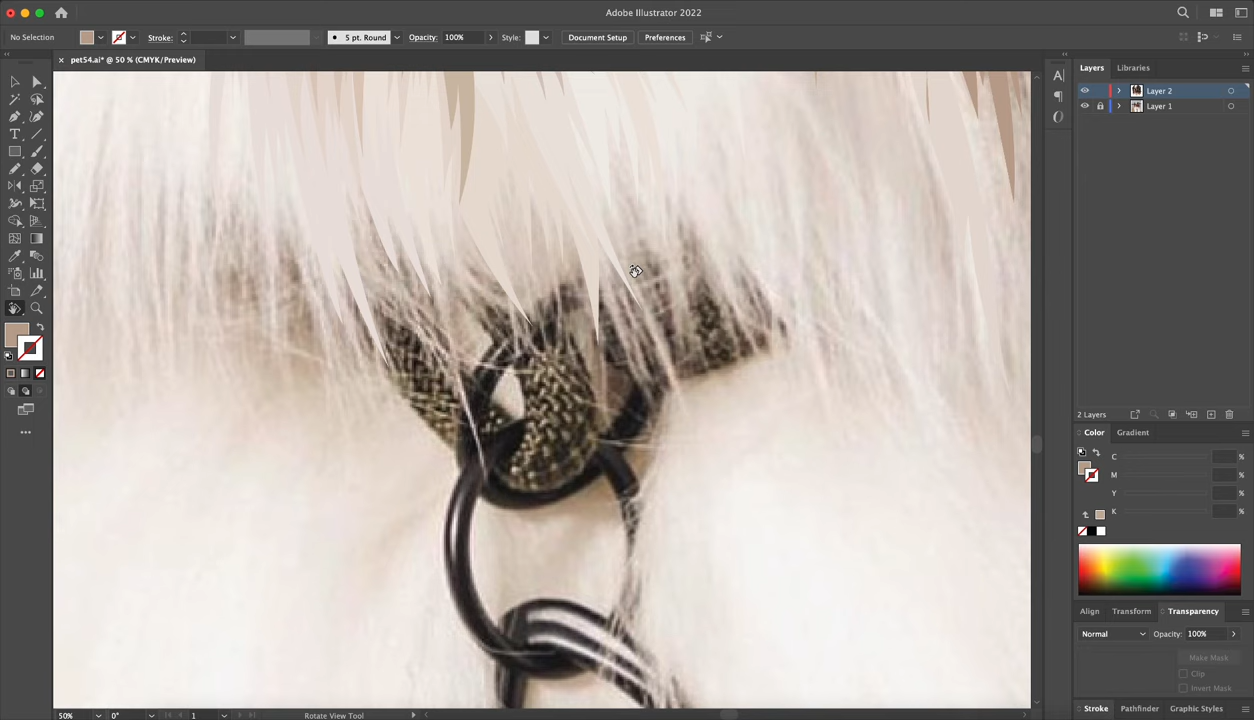 Adobe Illustrator 2022
No Selection
Stroke:
5 pt. Round
Opacity: 100%
Style:
Document Setup
Preferences
pet54.ai* @ 50 % (CMYK/Preview)
Layers
Libraries
Layer 2
Layer 1
2 Layers
Color
Gradient
C %
M %
Y %
K %
Align
Transform
Transparency
Normal
Opacity: 100%
Make Mask
Clip
Invert Mask
Stroke
Pathfinder
Graphic Styles
50%
0°
1
Rotate View Tool